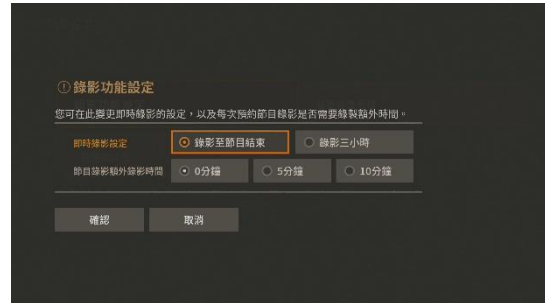 錄影功能設定
您可在此變更即時錄影的設定,以及每次預約節目錄影是否需要錄製額外時間。
即時錄影設定 錄影至節目結束 錄影三小時
節目錄影額外錄影時間 0分鐘 5分鐘 10分鐘
確認 取消